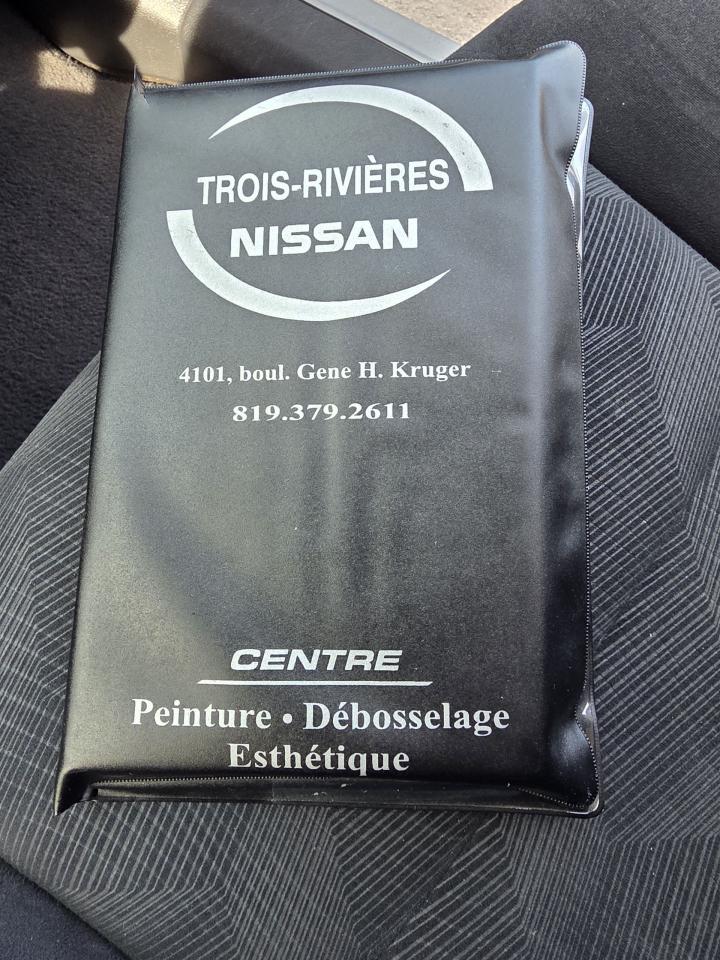 TROIS-RIVIÈRES
NISSAN
4101, boul. Gene H. Kruger
819.379.2611
CENTRE
Peinture • Débosselage
Esthétique